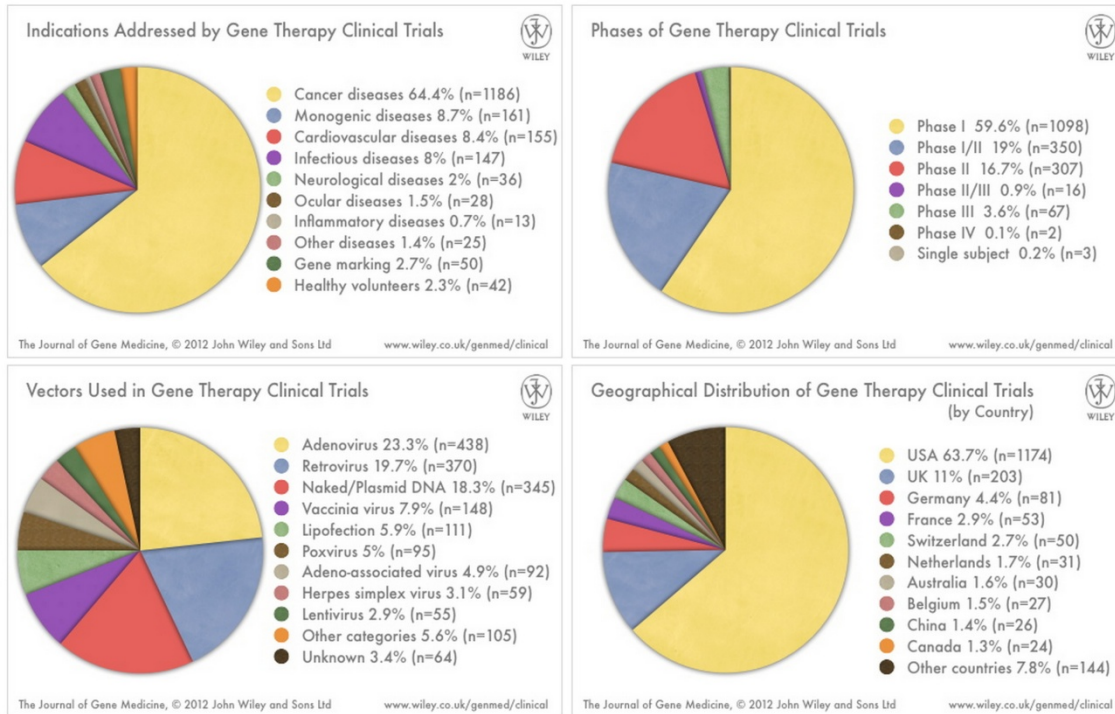 Indications Addressed by Gene Therapy Clinical Trials
WILEY
Cancer diseases 64.4% (n=1186)
Monogenic diseases 8.7% (n=161)
Cardiovascular diseases 8.4% (n=155)
Infectious diseases 8% (n=147)
Neurological diseases 2% (n=36)
Ocular diseases 1.5% (n=28)
Inflammatory diseases 0.7% (n=13)
Other diseases 1.4% (n=25)
Gene marking 2.7% (n=50)
Healthy volunteers 2.3% (n=42)
The Journal of Gene Medicine, © 2012 John Wiley and Sons Ltd
www.wiley.co.uk/genmed/clinical
Phases of Gene Therapy Clinical Trials
WILEY
Phase I 59.6% (n=1098)
Phase I/II 19% (n=350)
Phase II 16.7% (n=307)
Phase II/III 0.9% (n=16)
Phase III 3.6% (n=67)
Phase IV 0.1% (n=2)
Single subject 0.2% (n=3)
The Journal of Gene Medicine, © 2012 John Wiley and Sons Ltd
www.wiley.co.uk/genmed/clinical
Vectors Used in Gene Therapy Clinical Trials
WILEY
Adenovirus 23.3% (n=438)
Retrovirus 19.7% (n=370)
Naked/Plasmid DNA 18.3% (n=345)
Vaccinia virus 7.9% (n=148)
Lipofection 5.9% (n=111)
Poxvirus 5% (n=95)
Adeno-associated virus 4.9% (n=92)
Herpes simplex virus 3.1% (n=59)
Lentivirus 2.9% (n=55)
Other categories 5.6% (n=105)
Unknown 3.4% (n=64)
The Journal of Gene Medicine, © 2012 John Wiley and Sons Ltd
www.wiley.co.uk/genmed/clinical
Geographical Distribution of Gene Therapy Clinical Trials
(by Country)
WILEY
USA 63.7% (n=1174)
UK 11% (n=203)
Germany 4.4% (n=81)
France 2.9% (n=53)
Switzerland 2.7% (n=50)
Netherlands 1.7% (n=31)
Australia 1.6% (n=30)
Belgium 1.5% (n=27)
China 1.4% (n=26)
Canada 1.3% (n=24)
Other countries 7.8% (n=144)
The Journal of Gene Medicine, © 2012 John Wiley and Sons Ltd
www.wiley.co.uk/genmed/clinical